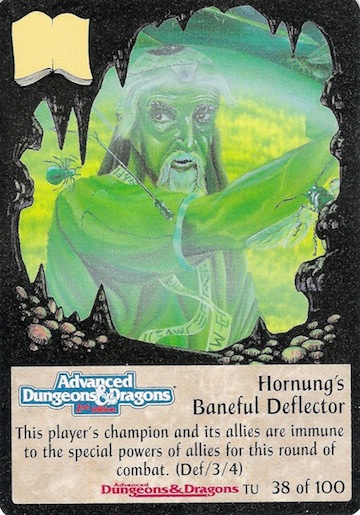 Hornung's
Baneful Deflector
Advanced
Dungeons & Dragons®
2nd Edition
This player's champion and its allies are immune
to the special powers of allies for this round of
combat. (Def/3/4)
Advanced
Dungeons & Dragons TU 38 of 100